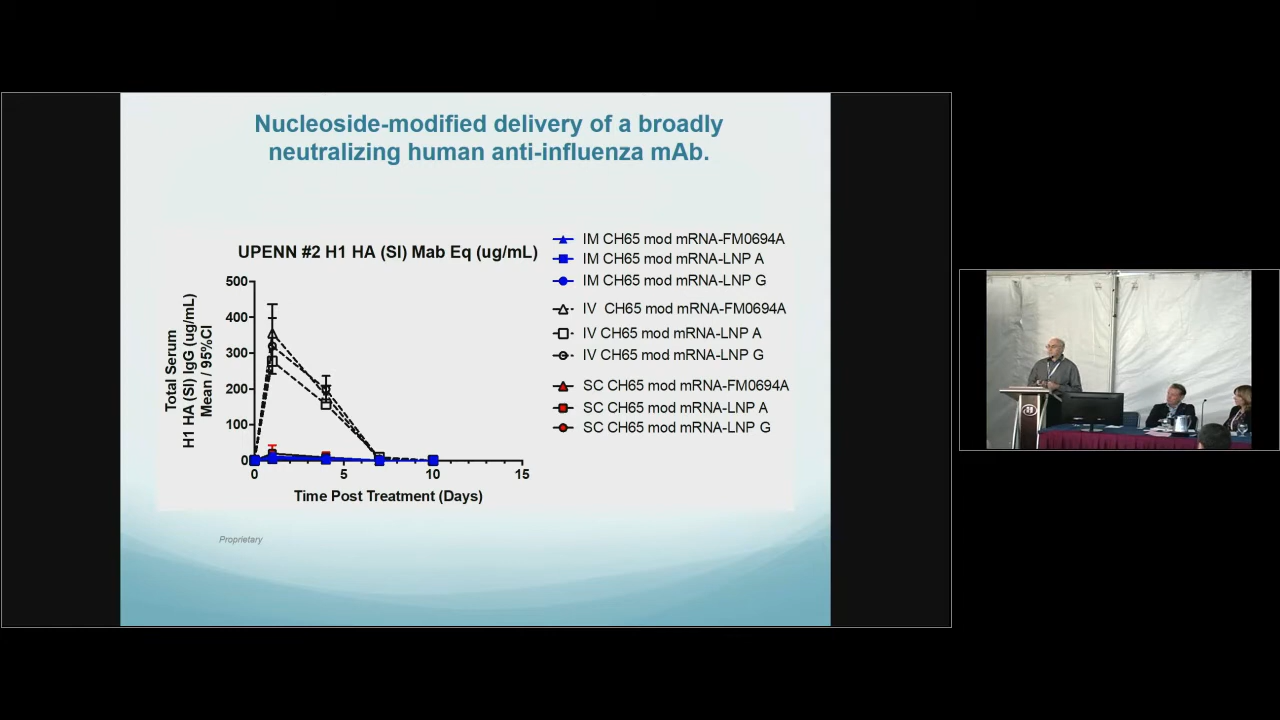 Nucleoside-modified delivery of a broadly
neutralizing human anti-influenza mAb.
UPENN #2 H1 HA (SI) Mab Eq (ug/mL)
Total Serum
H1 HA (SI) IgG (ug/mL)
Mean / 95%CI
500
400
300
200
100
0
0
5
10
15
Time Post Treatment (Days)
IM CH65 mod mRNA-FM0694A
IM CH65 mod mRNA-LNP A
IM CH65 mod mRNA-LNP G
IV CH65 mod mRNA-FM0694A
IV CH65 mod mRNA-LNP A
IV CH65 mod mRNA-LNP G
SC CH65 mod mRNA-FM0694A
SC CH65 mod mRNA-LNP A
SC CH65 mod mRNA-LNP G
Proprietary